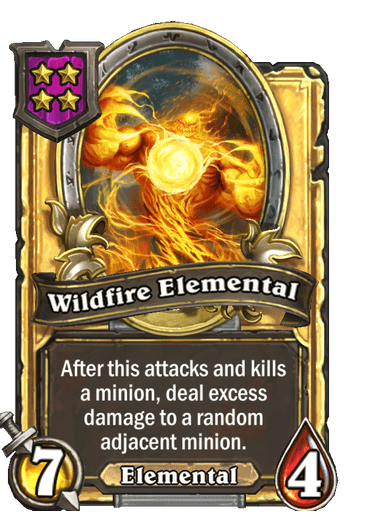 Wildfire Elemental
After this attacks and kills
a minion, deal excess
damage to a random
adjacent minion.
7
Elemental
4